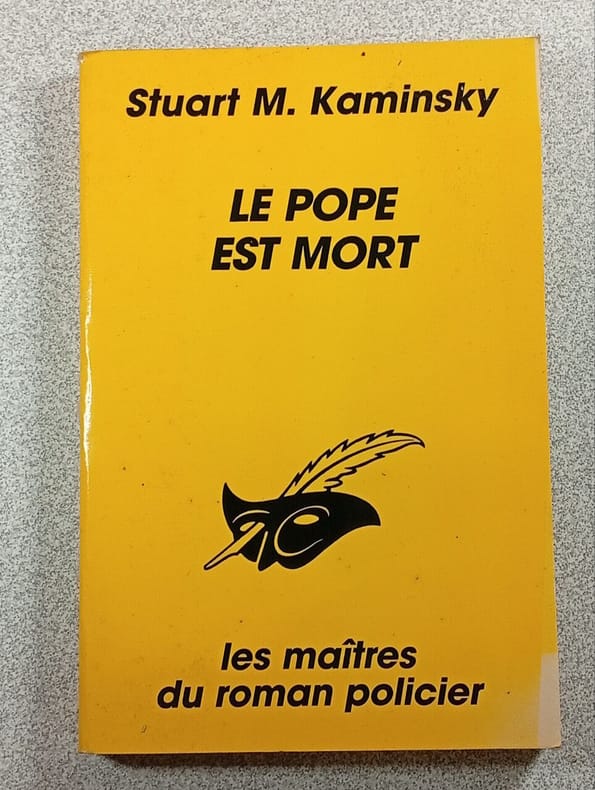 Stuart M. Kaminsky
LE POPE
EST MORT
les maîtres
du roman policier